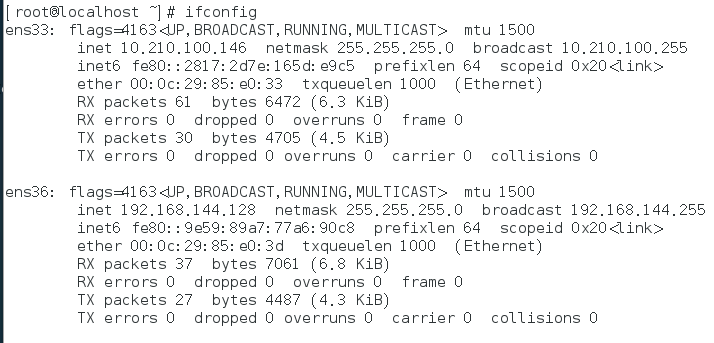 [root@localhost ~]# ifconfig
ens33: flags=4163<UP,BROADCAST,RUNNING,MULTICAST>  mtu 1500
        inet 10.210.100.146  netmask 255.255.255.0  broadcast 10.210.100.255
        inet6 fe80::2817:2d7e:165d:e9c5  prefixlen 64  scopeid 0x20<link>
        ether 00:0c:29:85:e0:33  txqueuelen 1000  (Ethernet)
        RX packets 61  bytes 6472 (6.3 KiB)
        RX errors 0  dropped 0  overruns 0  frame 0
        TX packets 30  bytes 4705 (4.5 KiB)
        TX errors 0  dropped 0 overruns 0  carrier 0  collisions 0

ens36: flags=4163<UP,BROADCAST,RUNNING,MULTICAST>  mtu 1500
        inet 192.168.144.128  netmask 255.255.255.0  broadcast 192.168.144.255
        inet6 fe80::9e59:89a7:77a6:90c8  prefixlen 64  scopeid 0x20<link>
        ether 00:0c:29:85:e0:3d  txqueuelen 1000  (Ethernet)
        RX packets 37  bytes 7061 (6.8 KiB)
        RX errors 0  dropped 0  overruns 0  frame 0
        TX packets 27  bytes 4487 (4.3 KiB)
        TX errors 0  dropped 0 overruns 0  carrier 0  collisions 0